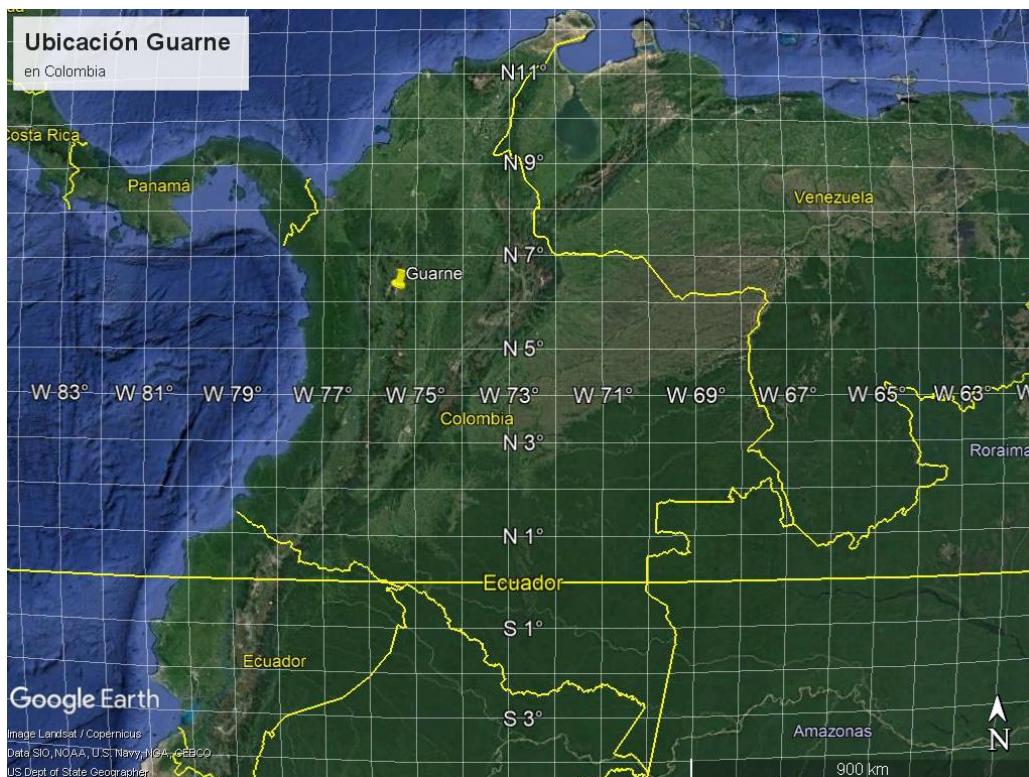 Ubicación Guarne
en Colombia
N11°
Costa Rica
N 9°
Panamá
Venezuela
N 7°
Guarne
N 5°
W 83° W 81° W 79° W 77° W 75° W 73° W 71° W 69° W 67° W 65° W 63° W
Colombia
N 3°
Roraima
N 1°
Ecuador
S 1°
Ecuador
Google Earth
S 3°
Amazonas
N
Image Landsat / Copernicus
Data SIO, NOAA, U.S. Navy, NGA, GEBCO
US Dept of State Geographer
900 km